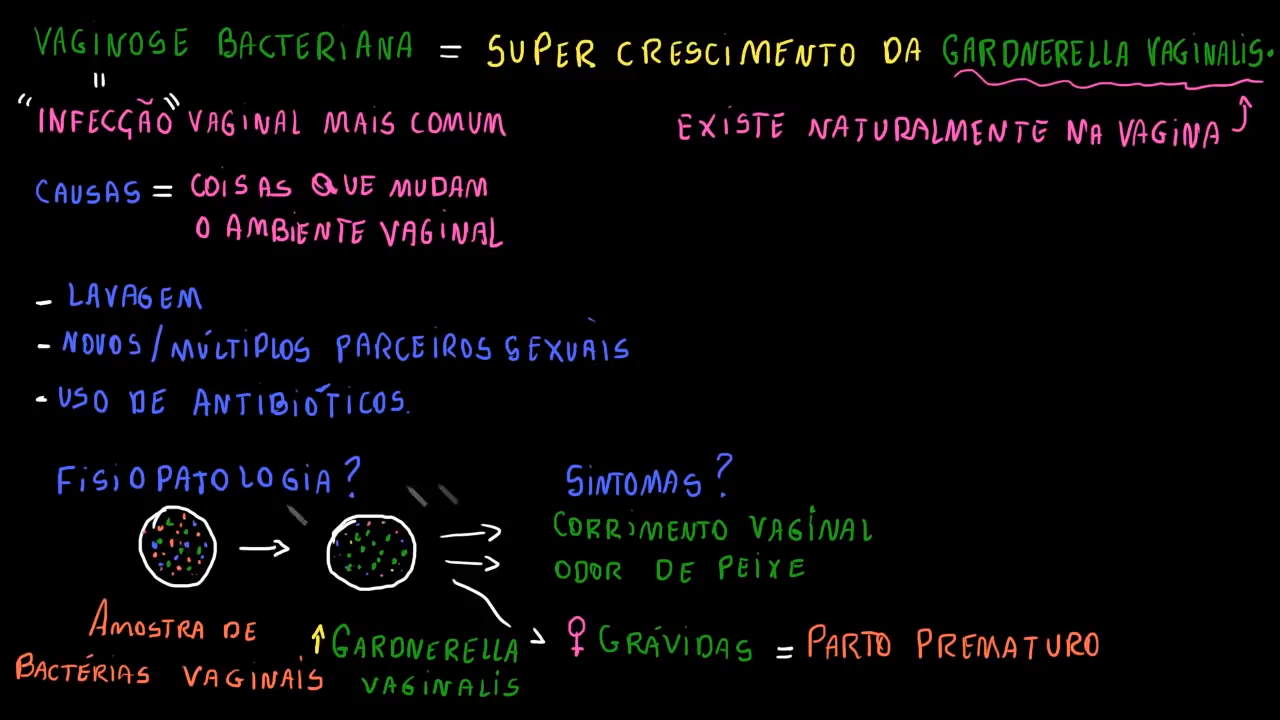 VAGINOSE BACTERIANA = SUPER CRESCIMENTO DA GARDNERELLA VAGINALIS.
"INFECÇÃO" VAGINAL MAIS COMUM
EXISTE NATURALMENTE NA VAGINA
CAUSAS = COISAS QUE MUDAM
O AMBIENTE VAGINAL
- LAVAGEM
- NOVOS/MÚLTIPLOS PARCEIROS SEXUAIS
- USO DE ANTIBIÓTICOS.
FISIOPATOLOGIA?
AMOSTRA DE
BACTÉRIAS VAGINAIS
↑ GARDNERELLA
VAGINALIS
SINTOMAS?
CORRIMENTO VAGINAL
ODOR DE PEIXE
♀ GRÁVIDAS = PARTO PREMATURO